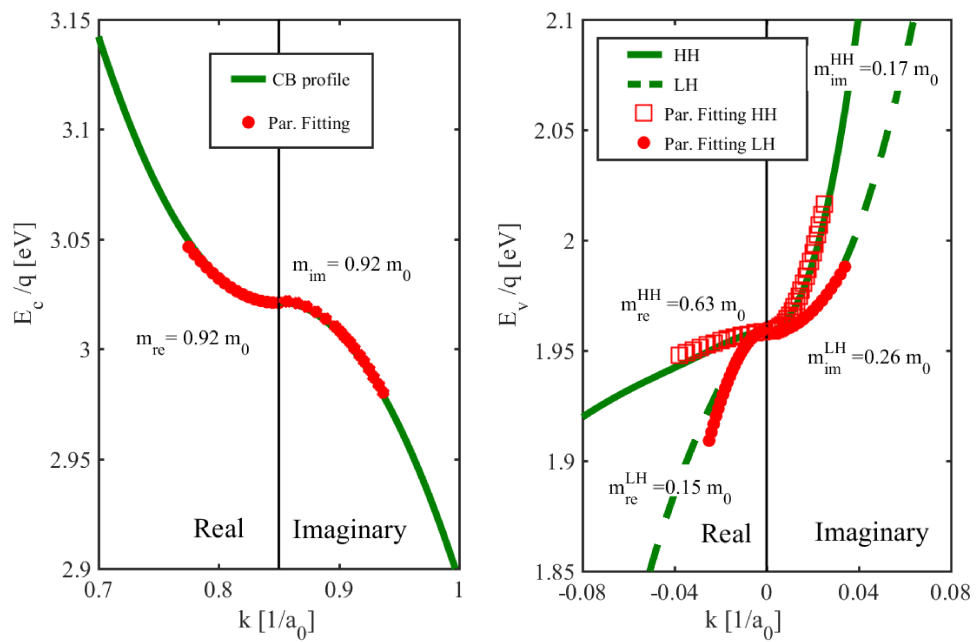 3.15
3.1
3.05
3
2.95
2.9
E_c /q [eV]
CB profile
Par. Fitting
m_im = 0.92 m_0
m_re = 0.92 m_0
Real
Imaginary
0.7
0.8
0.9
1
k [1/a_0]
2.1
2.05
2
1.95
1.9
1.85
E_v /q [eV]
HH
LH
Par. Fitting HH
Par. Fitting LH
m_im^HH =0.17 m_0
m_re^HH =0.63 m_0
m_im^LH =0.26 m_0
m_re^LH =0.15 m_0
Real
Imaginary
-0.08
-0.04
0
0.04
0.08
k [1/a_0]